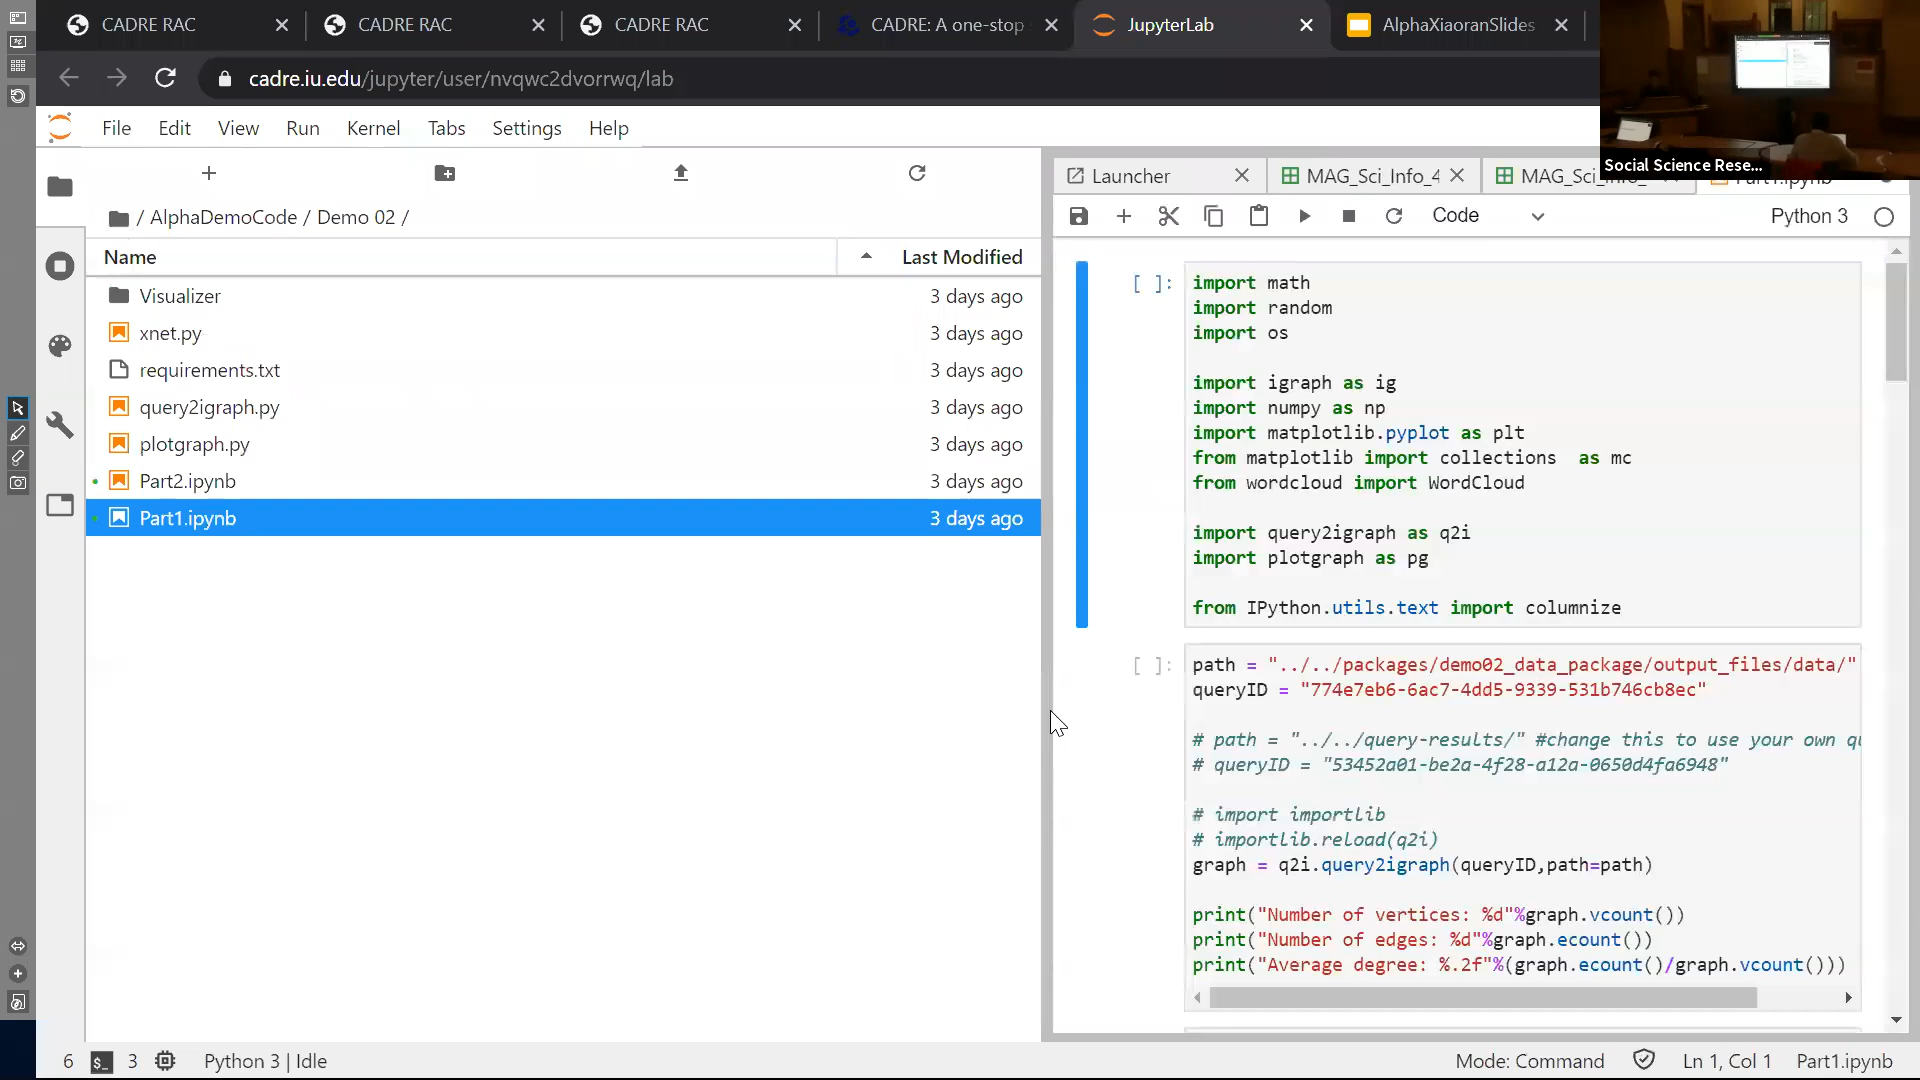 CADRE RAC
CADRE RAC
CADRE RAC
CADRE: A one-stop
JupyterLab
AlphaXiaoranSlides
cadre.iu.edu/jupyter/user/nvqwc2dvorrwq/lab
Social Science Rese...
File Edit View Run Kernel Tabs Settings Help
Launcher
MAG_Sci_Info_4
MAG_Sci_Info_
Part1.ipynb
/ AlphaDemoCode / Demo 02 /
Code
Python 3
Name Last Modified
Visualizer 3 days ago
xnet.py 3 days ago
requirements.txt 3 days ago
query2igraph.py 3 days ago
plotgraph.py 3 days ago
Part2.ipynb 3 days ago
Part1.ipynb 3 days ago
[ ]:
import math
import random
import os
import igraph as ig
import numpy as np
import matplotlib.pyplot as plt
from matplotlib import collections  as mc
from wordcloud import WordCloud
import query2igraph as q2i
import plotgraph as pg
from IPython.utils.text import columnize
[ ]:
path = "../../packages/demo02_data_package/output_files/data/"
queryID = "774e7eb6-6ac7-4dd5-9339-531b746cb8ec"
# path = "../../query-results/" #change this to use your own
# queryID = "53452a01-be2a-4f28-a12a-0650d4fa6948"
# import importlib
# importlib.reload(q2i)
graph = q2i.query2igraph(queryID,path=path)
print("Number of vertices: %d"%graph.vcount())
print("Number of edges: %d"%graph.ecount())
print("Average degree: %.2f"%(graph.ecount()/graph.vcount()))
6 $_ 3 Python 3 | Idle
Mode: Command Ln 1, Col 1 Part1.ipynb